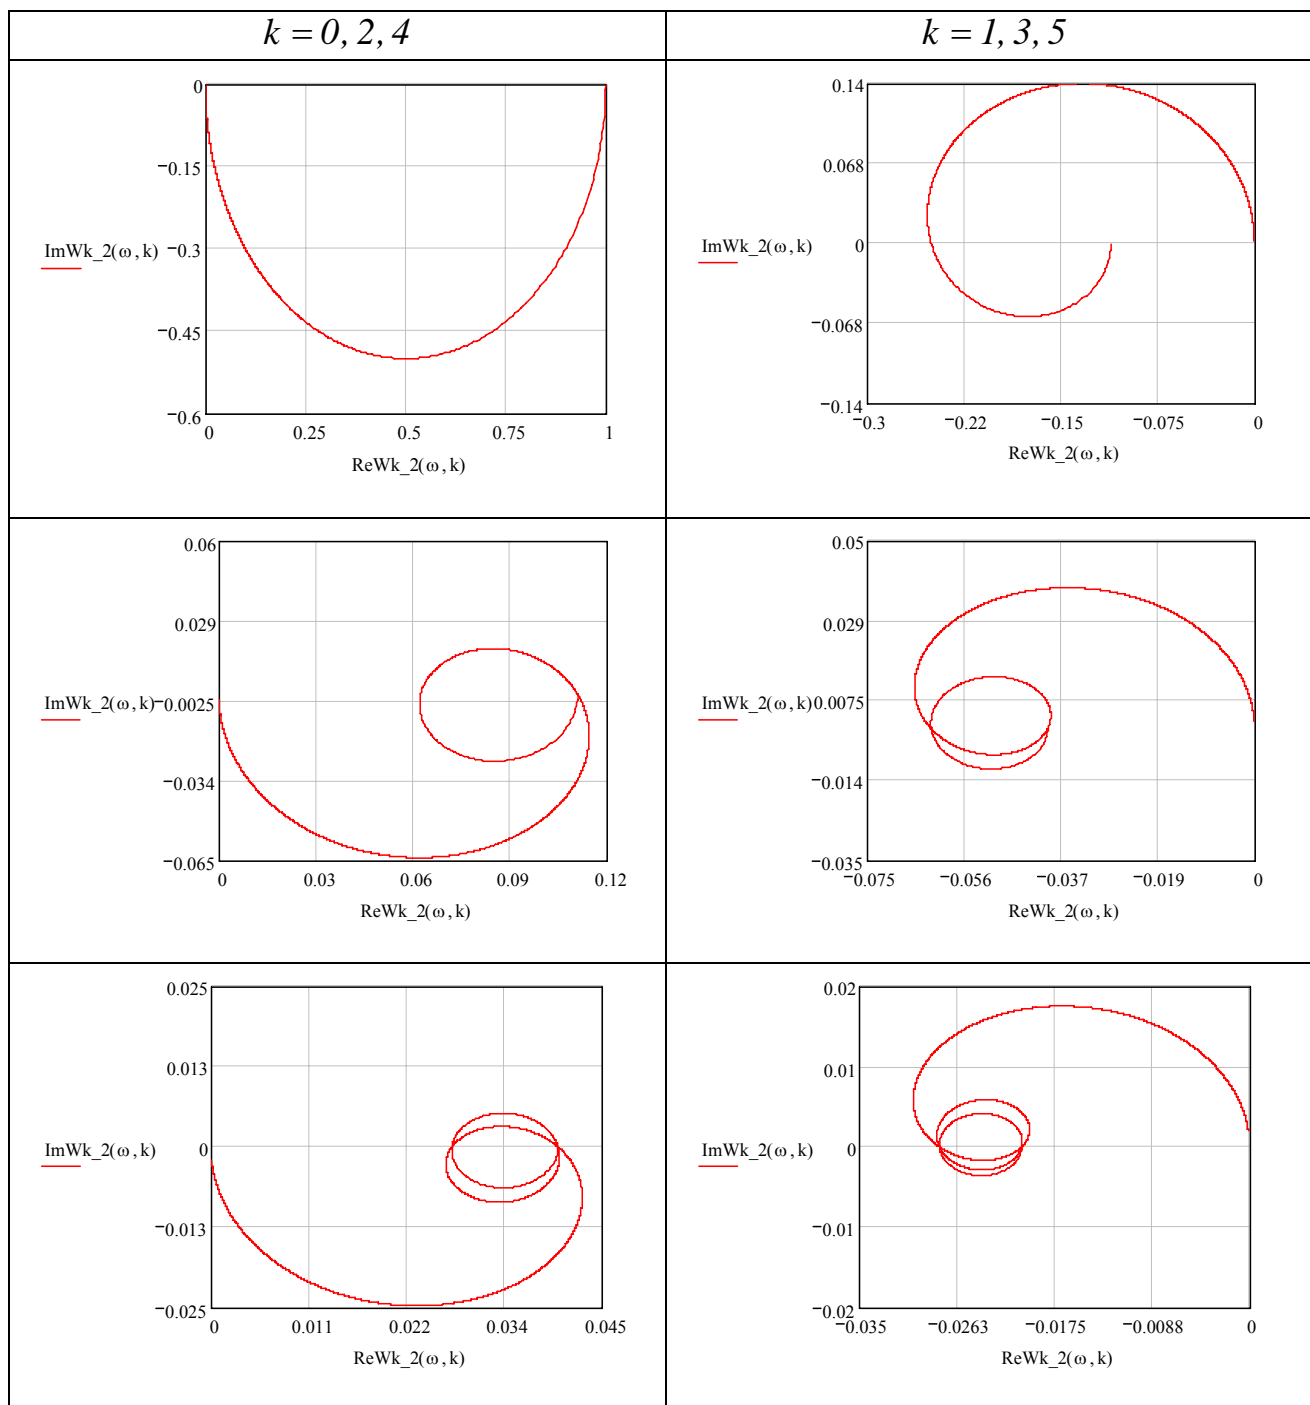 k = 0, 2, 4
k = 1, 3, 5
0
−0.15
−0.3
−0.45
−0.6
ImWk_2(ω, k)
0 0.25 0.5 0.75 1
ReWk_2(ω, k)
0.14
0.068
0
−0.068
−0.14
ImWk_2(ω, k)
−0.3 −0.22 −0.15 −0.075 0
ReWk_2(ω, k)
0.06
0.029
−0.0025
−0.034
−0.065
ImWk_2(ω, k)
0 0.03 0.06 0.09 0.12
ReWk_2(ω, k)
0.05
0.029
0.0075
−0.014
−0.035
ImWk_2(ω, k)
−0.075 −0.056 −0.037 −0.019 0
ReWk_2(ω, k)
0.025
0.013
0
−0.013
−0.025
ImWk_2(ω, k)
0 0.011 0.022 0.034 0.045
ReWk_2(ω, k)
0.02
0.01
0
−0.01
−0.02
ImWk_2(ω, k)
−0.035 −0.0263 −0.0175 −0.0088 0
ReWk_2(ω, k)